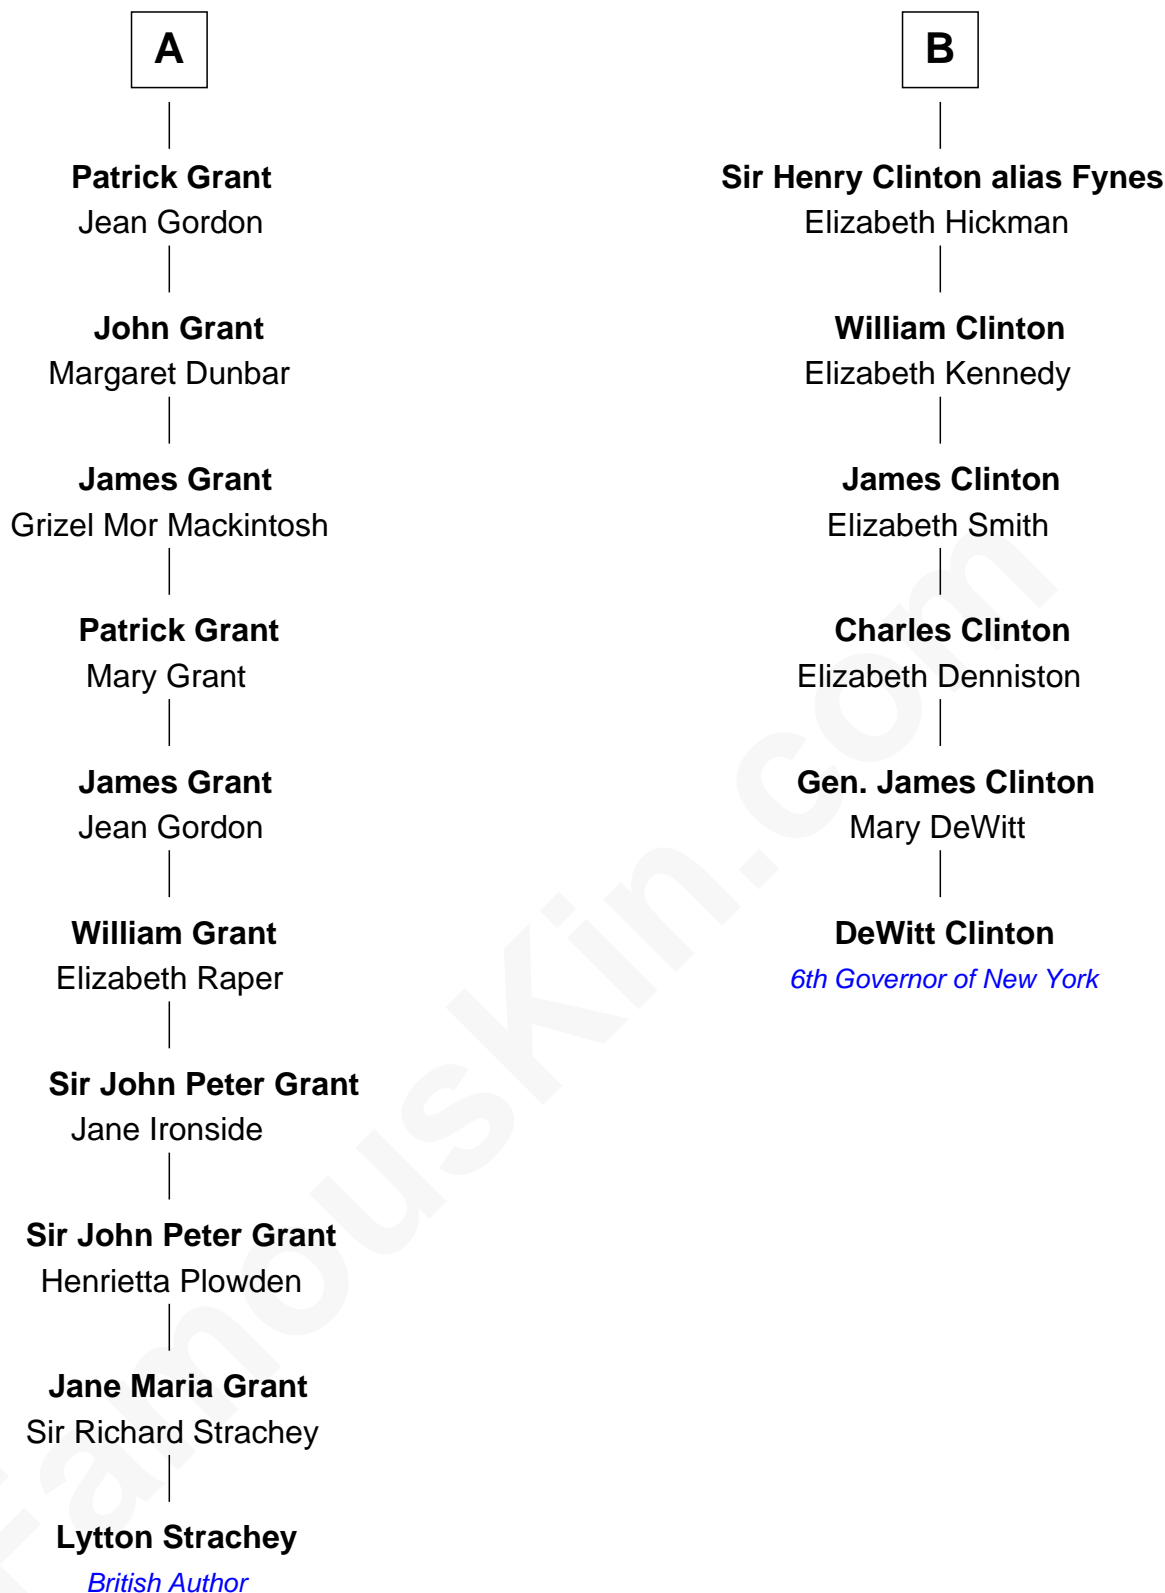 A
Patrick Grant
Jean Gordon
John Grant
Margaret Dunbar
James Grant
Grizel Mor Mackintosh
Patrick Grant
Mary Grant
James Grant
Jean Gordon
William Grant
Elizabeth Raper
Sir John Peter Grant
Jane Ironside
Sir John Peter Grant
Henrietta Plowden
Jane Maria Grant
Sir Richard Strachey
Lytton Strachey
British Author
B
Sir Henry Clinton alias Fynes
Elizabeth Hickman
William Clinton
Elizabeth Kennedy
James Clinton
Elizabeth Smith
Charles Clinton
Elizabeth Denniston
Gen. James Clinton
Mary DeWitt
DeWitt Clinton
6th Governor of New York
FamousKin.com